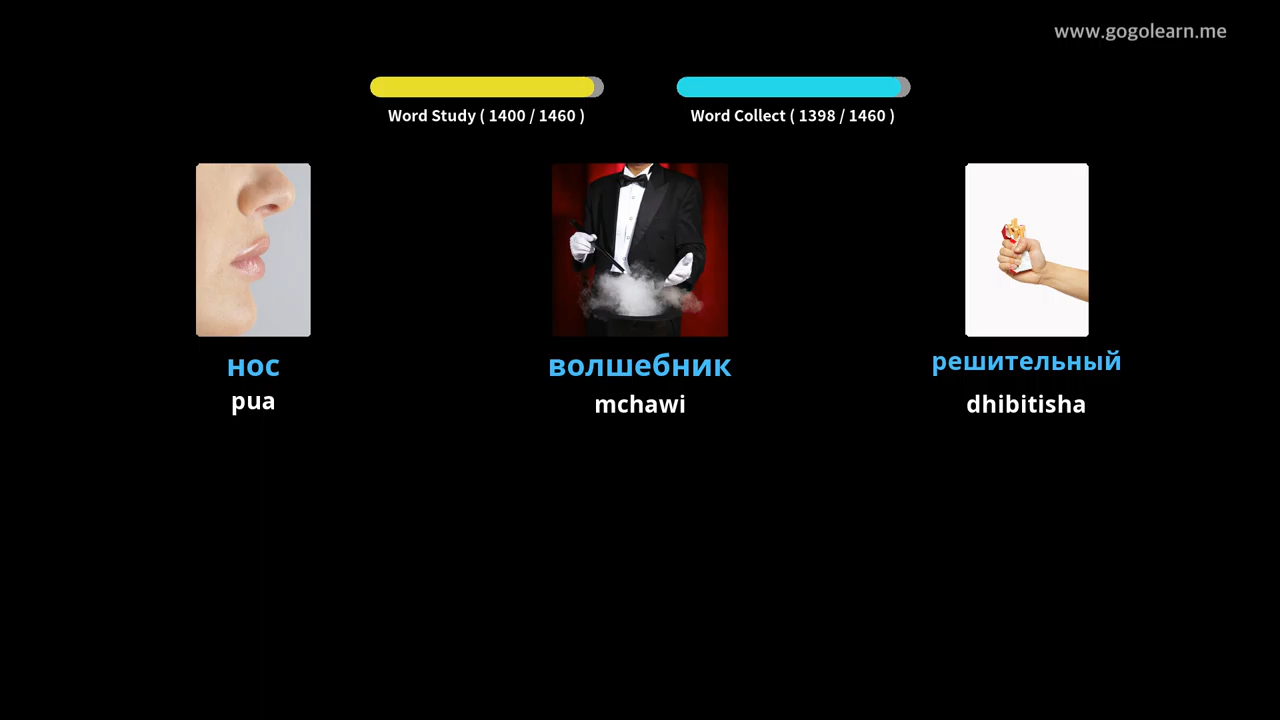 www.gogolearn.me
Word Study ( 1400 / 1460 )
Word Collect ( 1398 / 1460 )
нос
волшебник
решительный
pua
mchawi
dhibitisha